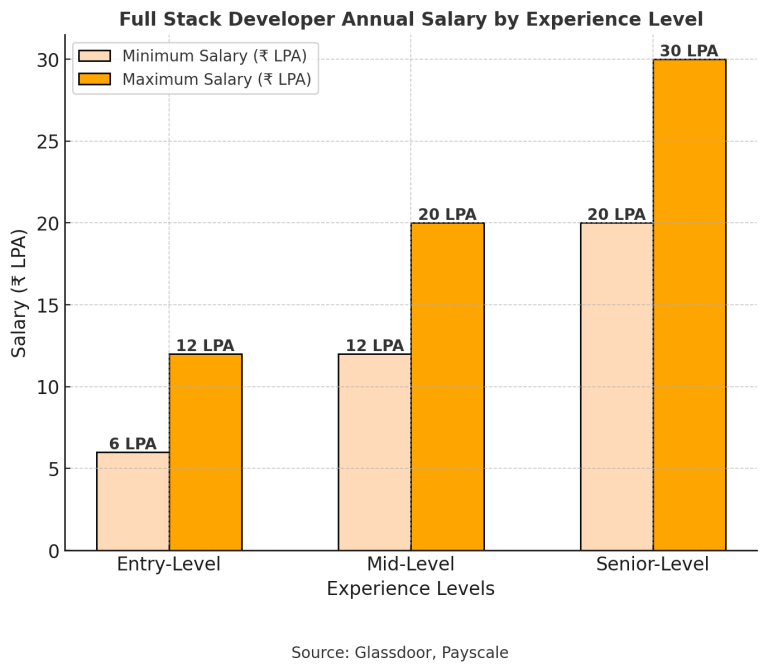 Full Stack Developer Annual Salary by Experience Level
Minimum Salary (₹ LPA)
Maximum Salary (₹ LPA)
Salary (₹ LPA)
30
25
20
15
10
5
0
6 LPA
12 LPA
12 LPA
20 LPA
20 LPA
30 LPA
Entry-Level
Mid-Level
Senior-Level
Experience Levels
Source: Glassdoor, Payscale